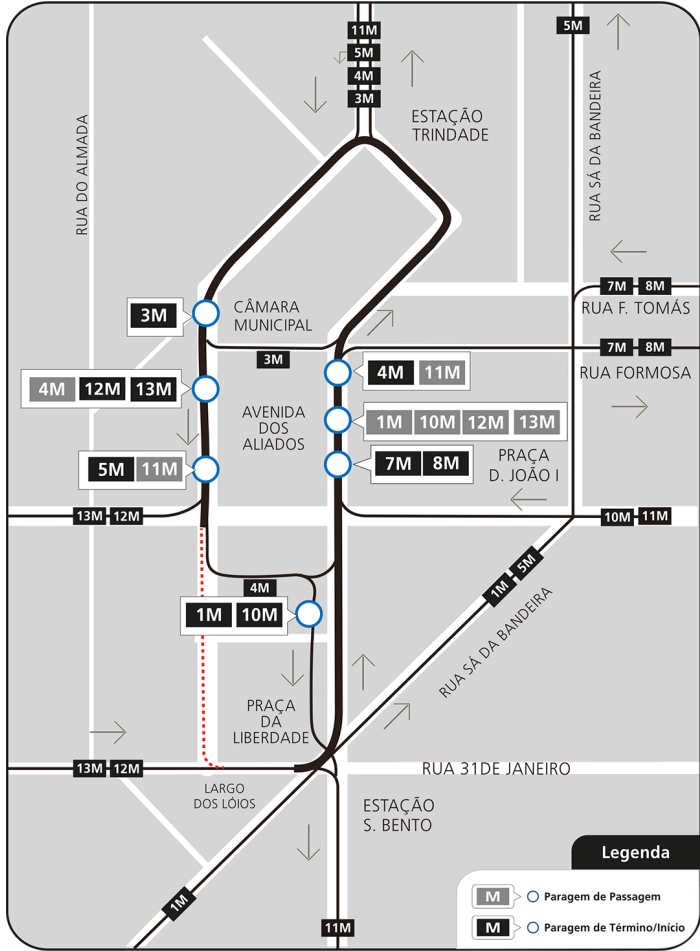 11M
5M
5M
4M
3M
ESTAÇÃO
TRINDADE
RUA DO ALMADA
RUA SÁ DA BANDEIRA
7M 8M
RUA F. TOMÁS
3M
CÂMARA
MUNICIPAL
3M
7M 8M
RUA FORMOSA
4M 12M 13M
4M 11M
AVENIDA
DOS
ALIADOS
1M 10M 12M 13M
5M 11M
7M 8M
PRAÇA
D. JOÃO I
13M 12M
10M 11M
4M
1M 5M
1M 10M
RUA SÁ DA BANDEIRA
PRAÇA
DA
LIBERDADE
13M 12M
RUA 31DE JANEIRO
LARGO
DOS LÓIOS
ESTAÇÃO
S. BENTO
1M
11M
Legenda
M Paragem de Passagem
M Paragem de Término/Início